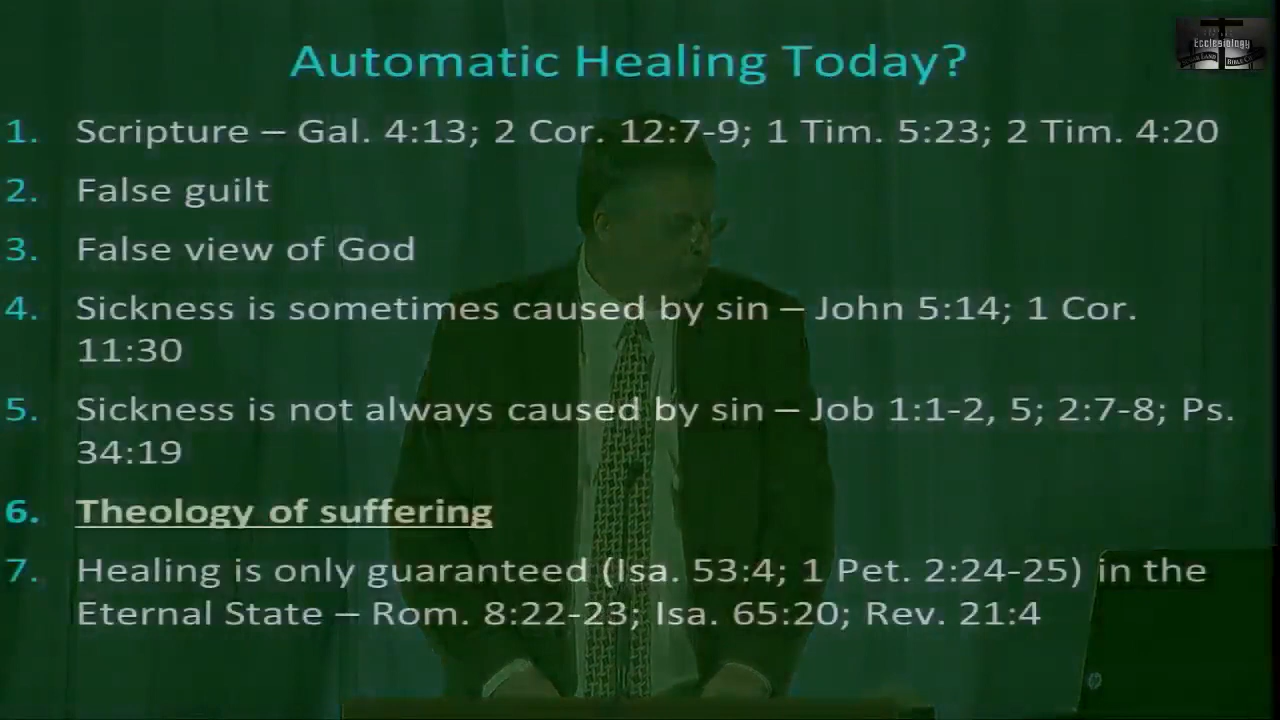 Ecclesiology
Automatic Healing Today?
1. Scripture – Gal. 4:13; 2 Cor. 12:7-9; 1 Tim. 5:23; 2 Tim. 4:20
2. False guilt
3. False view of God
4. Sickness is sometimes caused by sin – John 5:14; 1 Cor.
11:30
5. Sickness is not always caused by sin – Job 1:1-2, 5; 2:7-8; Ps.
34:19
6. Theology of suffering
7. Healing is only guaranteed (Isa. 53:4; 1 Pet. 2:24-25) in the
Eternal State – Rom. 8:22-23; Isa. 65:20; Rev. 21:4